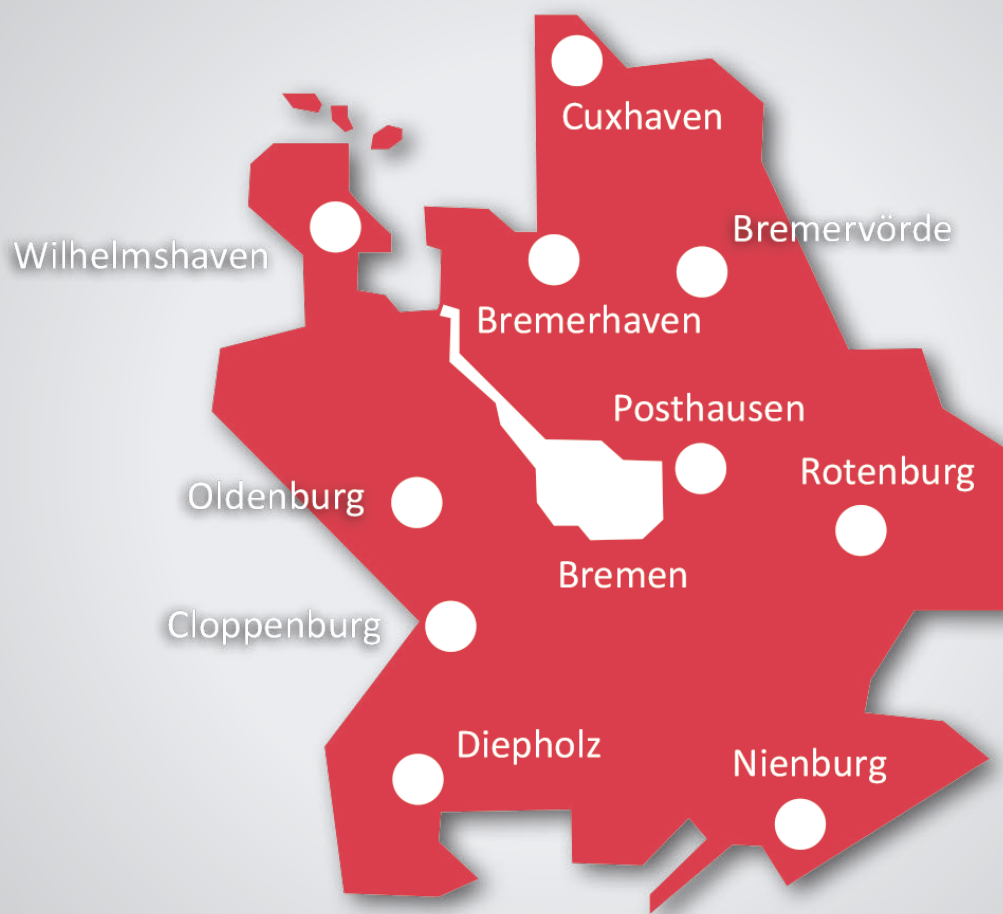 Cuxhaven
Bremervörde
Wilhelmshaven
Bremerhaven
Posthausen
Rotenburg
Oldenburg
Bremen
Cloppenburg
Diepholz
Nienburg